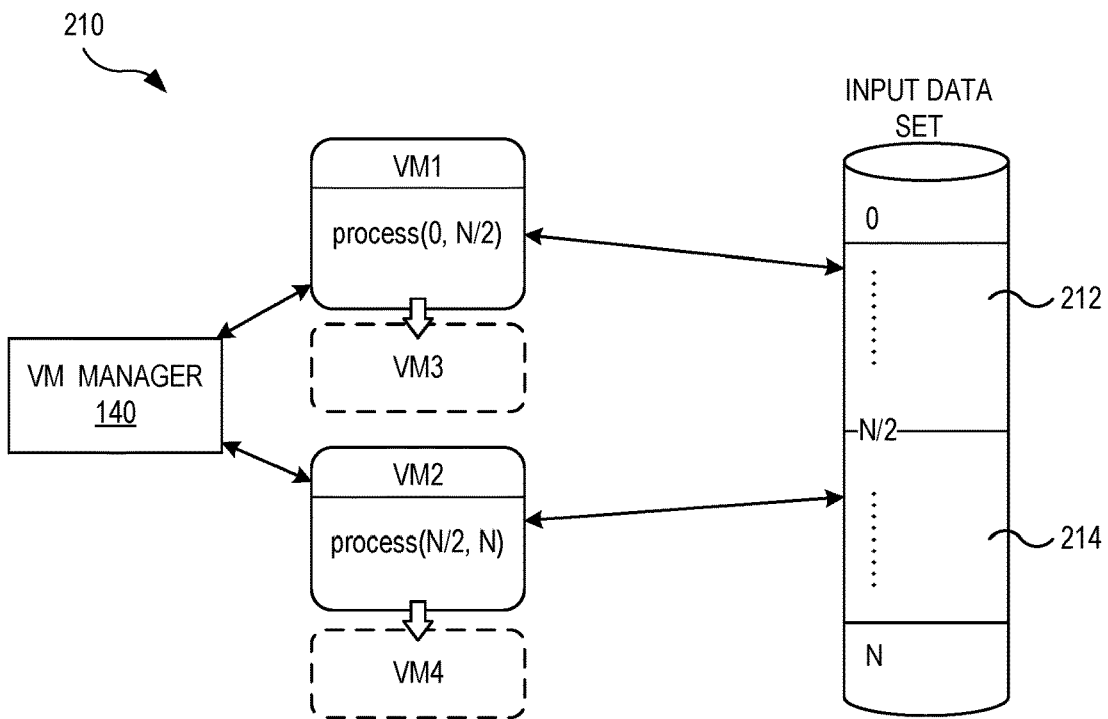 210
INPUT DATA
SET
VM1
process(0, N/2)
0
212
VM3
VM MANAGER
140
N/2
VM2
process(N/2, N)
214
VM4
N